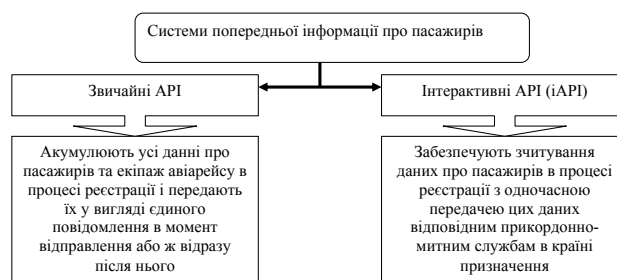 Системи попередньої інформації про пасажирів
Звичайні API
Інтерактивні API (iAPI)
Акумулюють усі данні про
пасажирів та екіпаж авіарейсу в
процесі реєстрації і передають
їх у вигляді єдиного
повідомлення в момент
відправлення або ж відразу
після нього
Забезпечують зчитування
даних про пасажирів в процесі
реєстрації з одночасною
передачею цих даних
відповідним прикордонно-
митним службам в країні
призначення